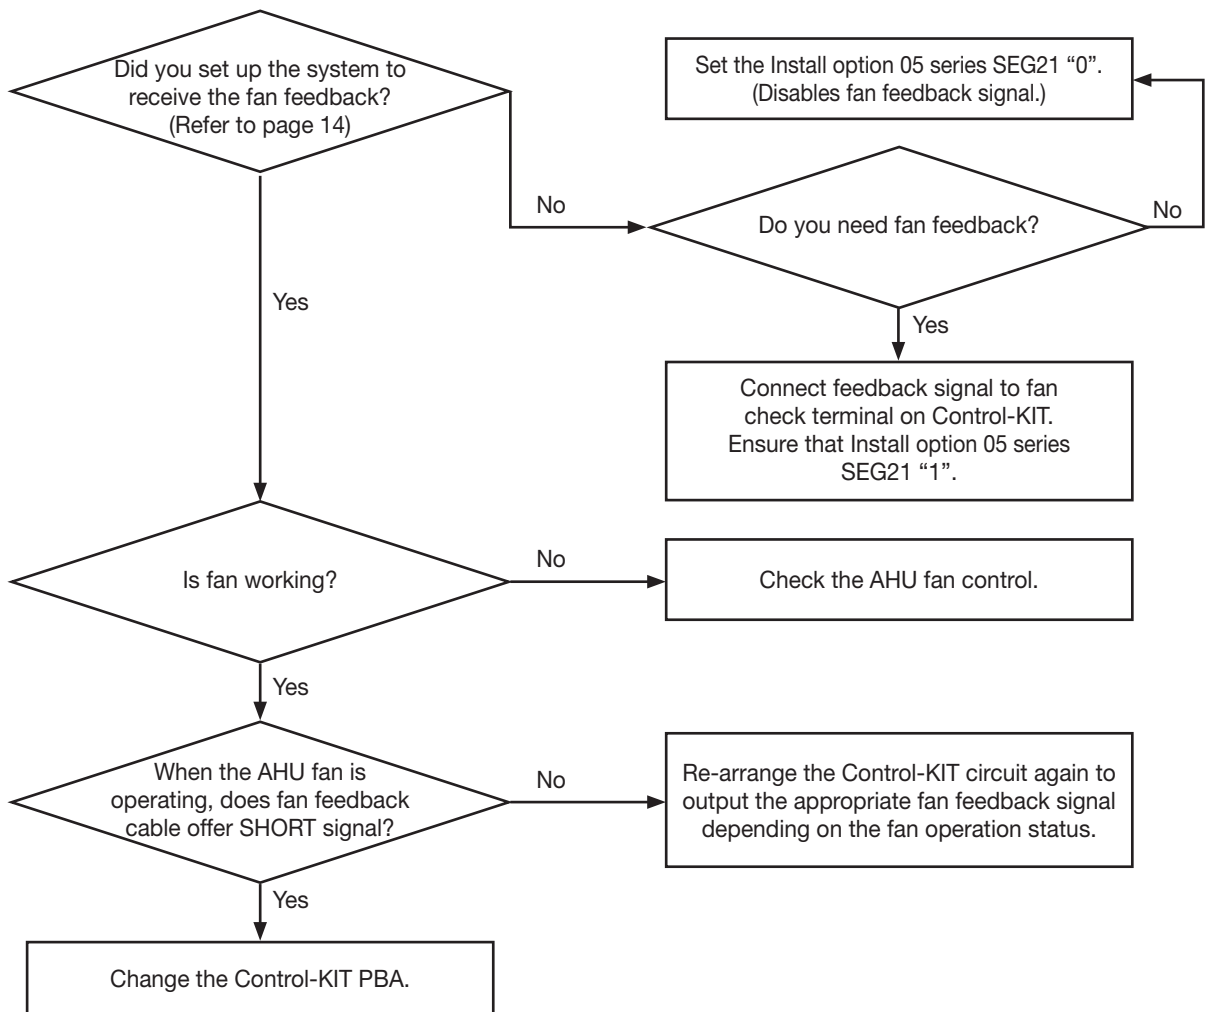 Did you set up the system to
receive the fan feedback?
(Refer to page 14)
Set the Install option 05 series SEG21 “0”.
(Disables fan feedback signal.)
No
Do you need fan feedback?
No
Yes
Yes
Connect feedback signal to fan
check terminal on Control-KIT.
Ensure that Install option 05 series
SEG21 “1”.
Is fan working?
No
Check the AHU fan control.
Yes
When the AHU fan is
operating, does fan feedback
cable offer SHORT signal?
No
Re-arrange the Control-KIT circuit again to
output the appropriate fan feedback signal
depending on the fan operation status.
Yes
Change the Control-KIT PBA.